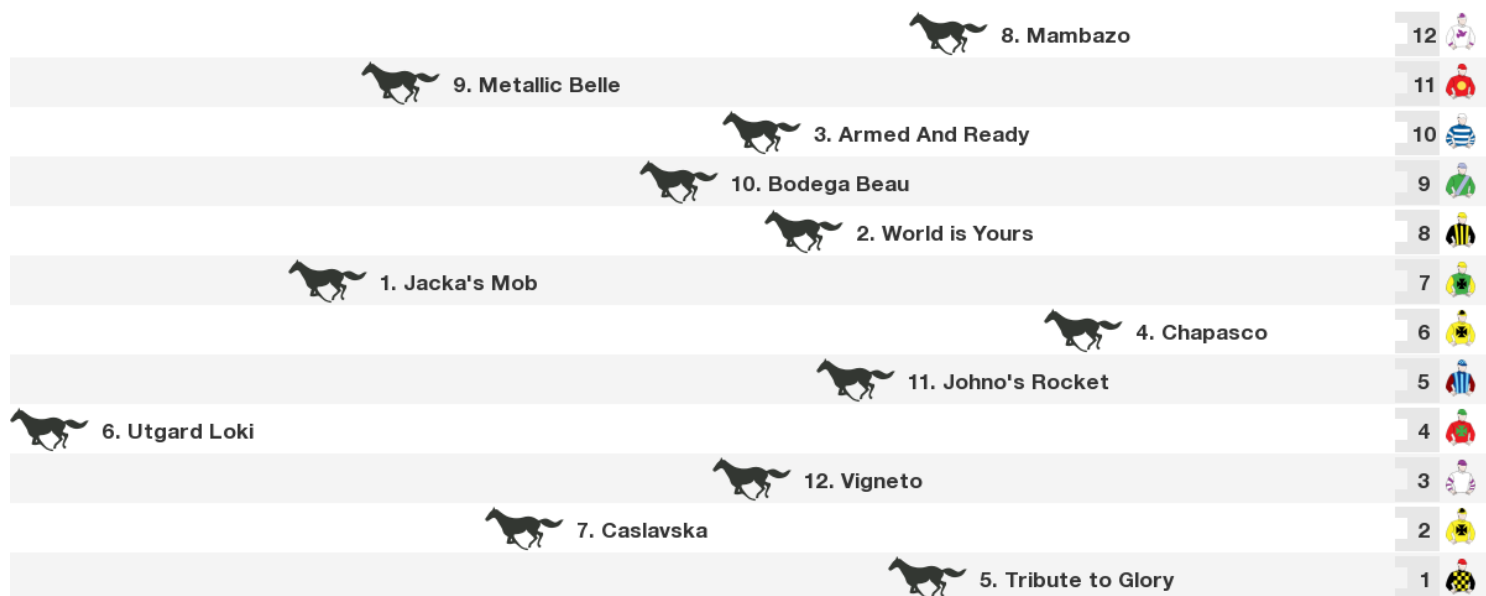 8. Mambazo 12
9. Metallic Belle 11
3. Armed And Ready 10
10. Bodega Beau 9
2. World is Yours 8
1. Jacka's Mob 7
4. Chapasco 6
11. Johno's Rocket 5
6. Utgard Loki 4
12. Vigneto 3
7. Caslavska 2
5. Tribute to Glory 1